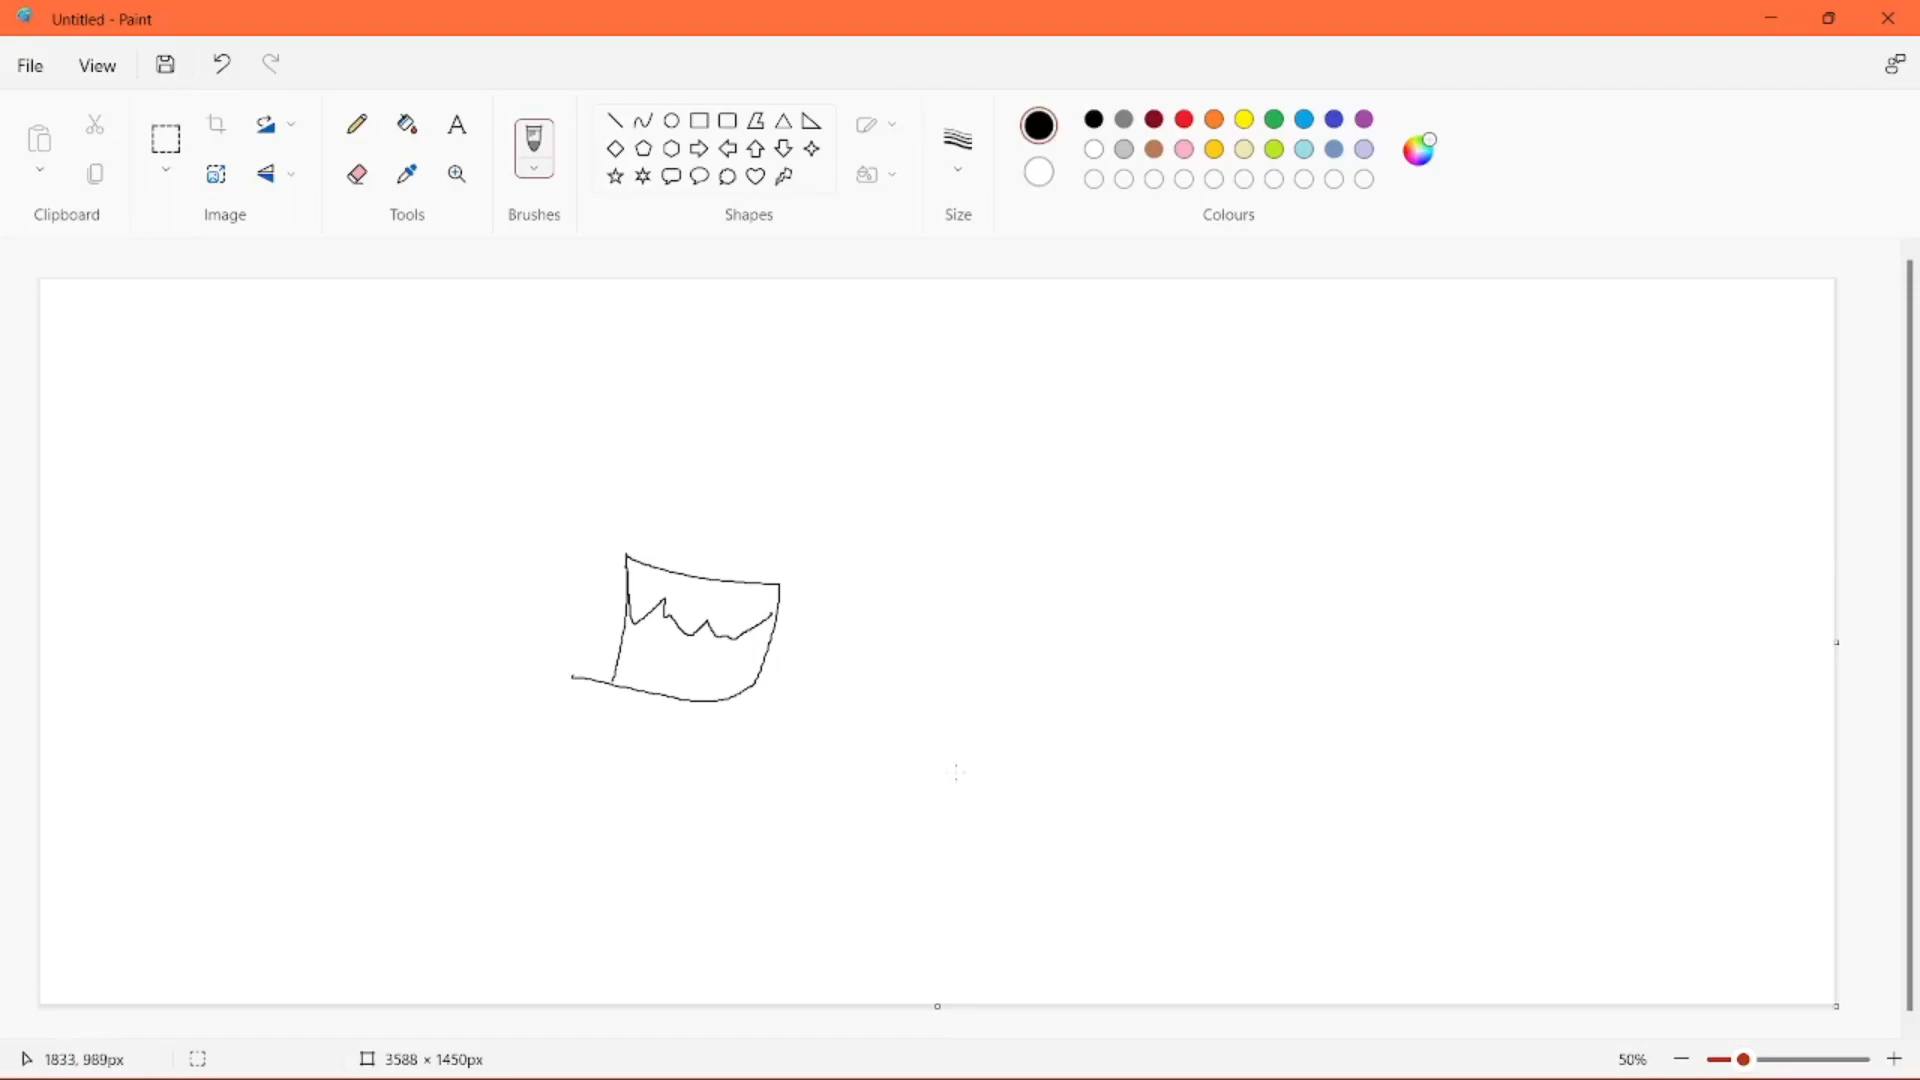 Untitled - Paint
File View
Clipboard Image Tools Brushes Shapes Size Colours
1833, 989px 3588 × 1450px 50%